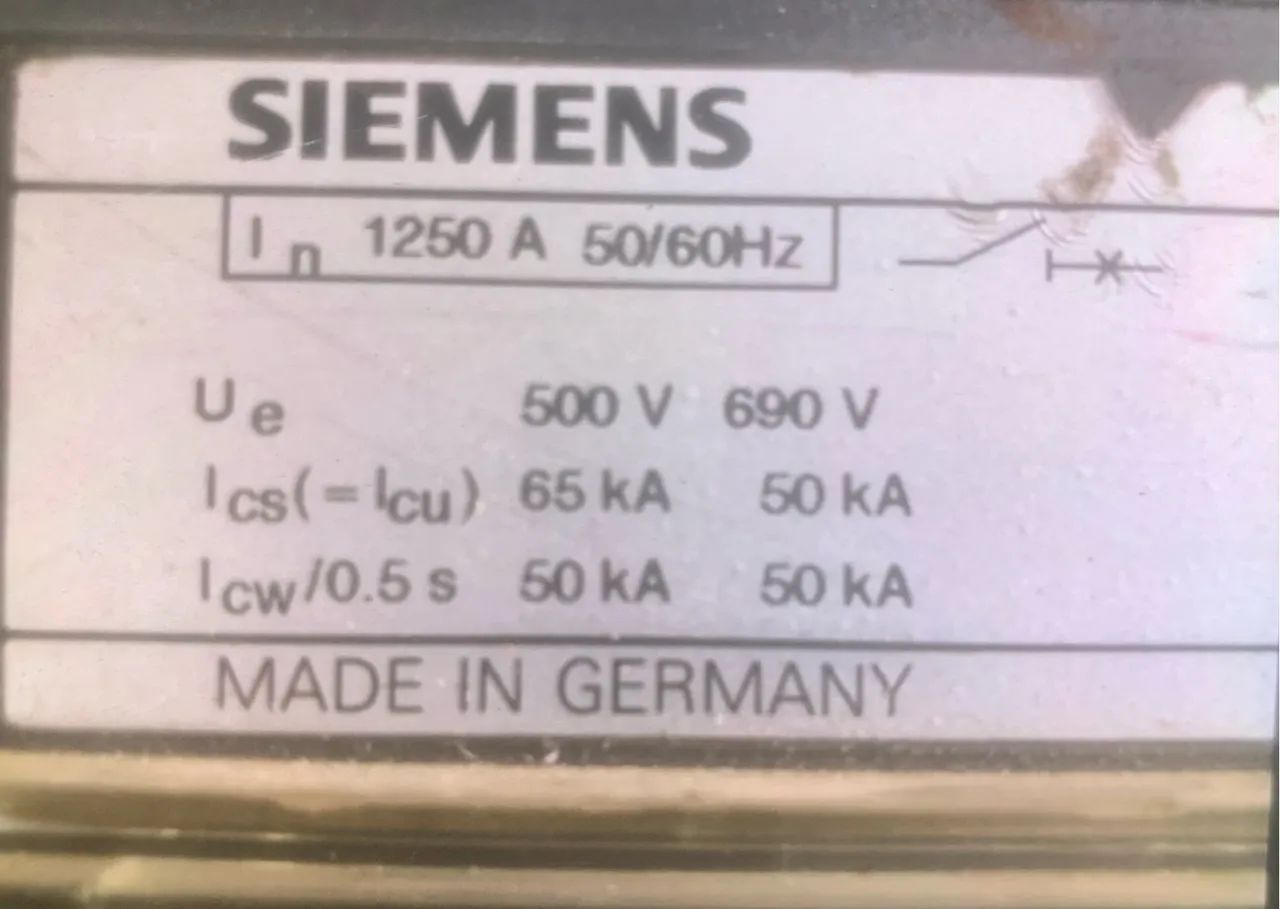 SIEMENS
In 1250 A 50/60Hz
Ue 500 V 690 V
Ics(=Icu) 65 kA 50 kA
Icw/0.5 s 50 kA 50 kA
MADE IN GERMANY